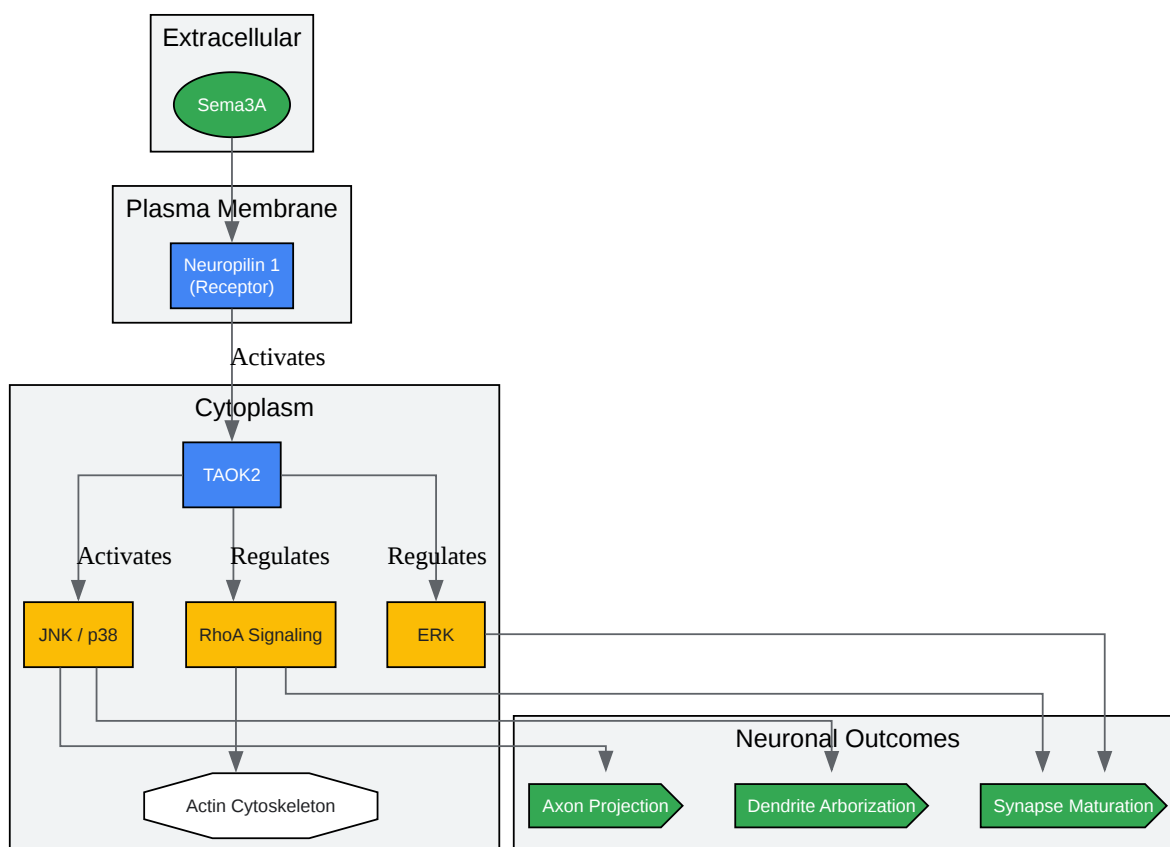 Extracellular
Sema3A
Plasma Membrane
Neuropilin 1
(Receptor)
Activates
Cytoplasm
TAOK2
Activates
Regulates
Regulates
JNK / p38
RhoA Signaling
ERK
Neuronal Outcomes
Actin Cytoskeleton
Axon Projection
Dendrite Arborization
Synapse Maturation